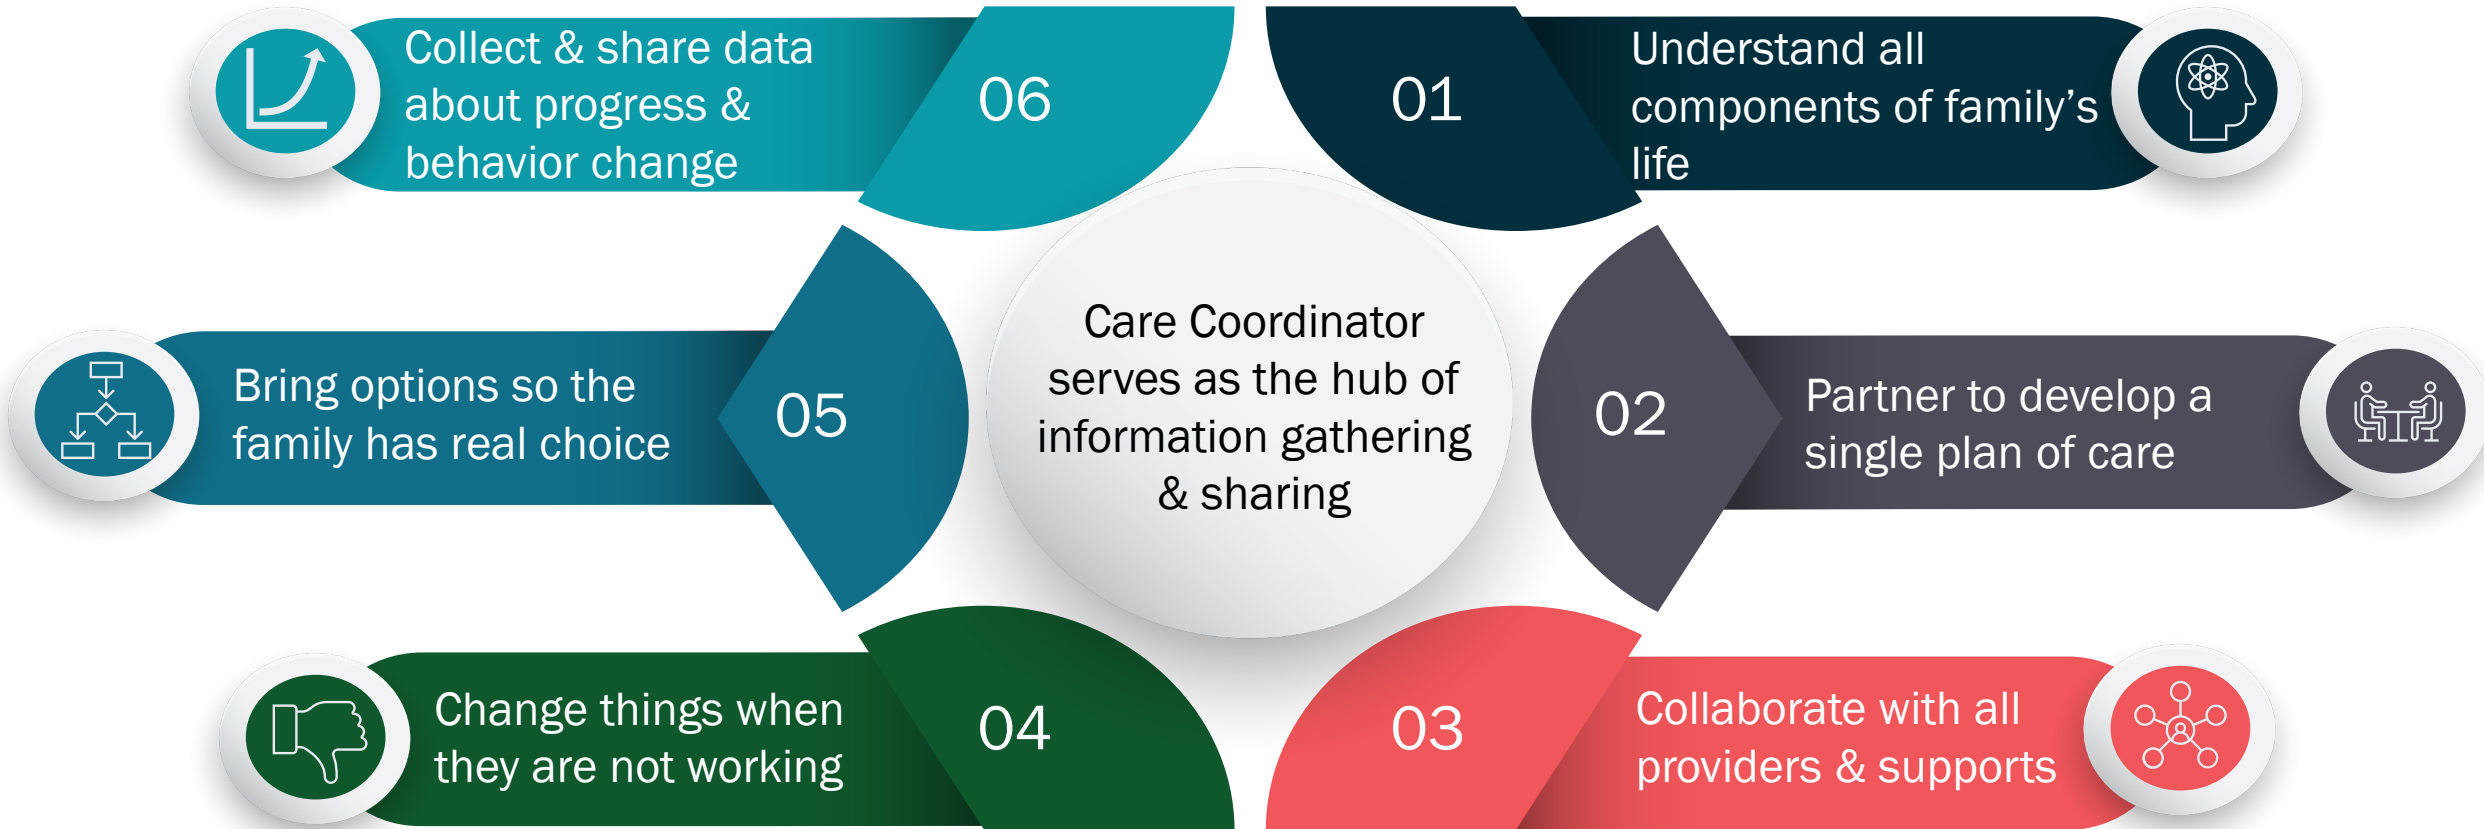 Collect & share data
about progress &
behavior change
06
01
Understand all
components of family’s
life
Care Coordinator
serves as the hub of
information gathering
& sharing
Bring options so the
family has real choice
05
02
Partner to develop a
single plan of care
Change things when
they are not working
04
03
Collaborate with all
providers & supports